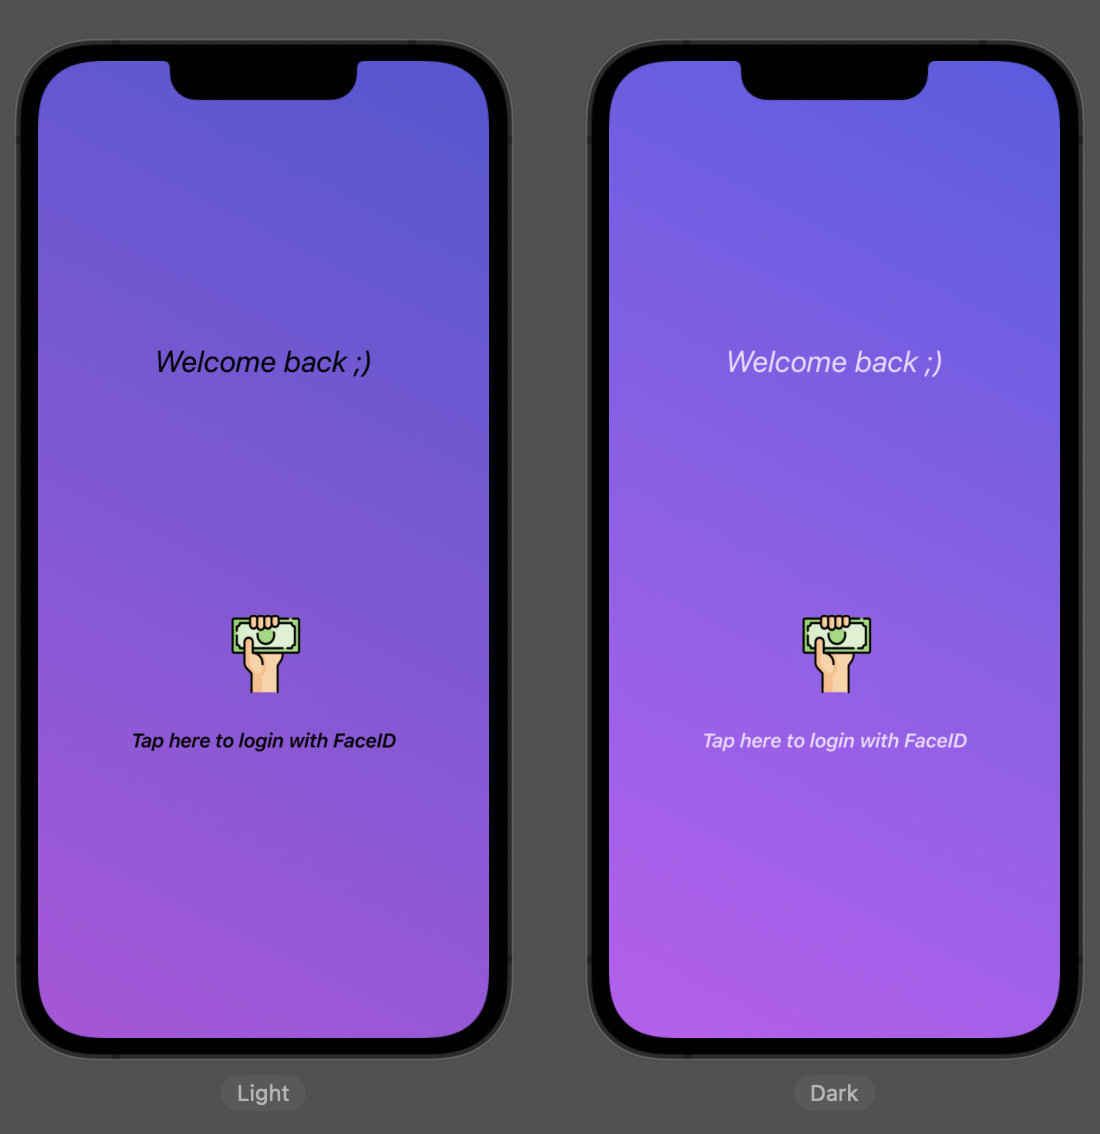 Welcome back ;)
Tap here to login with FaceID
Light
Welcome back ;)
Tap here to login with FaceID
Dark